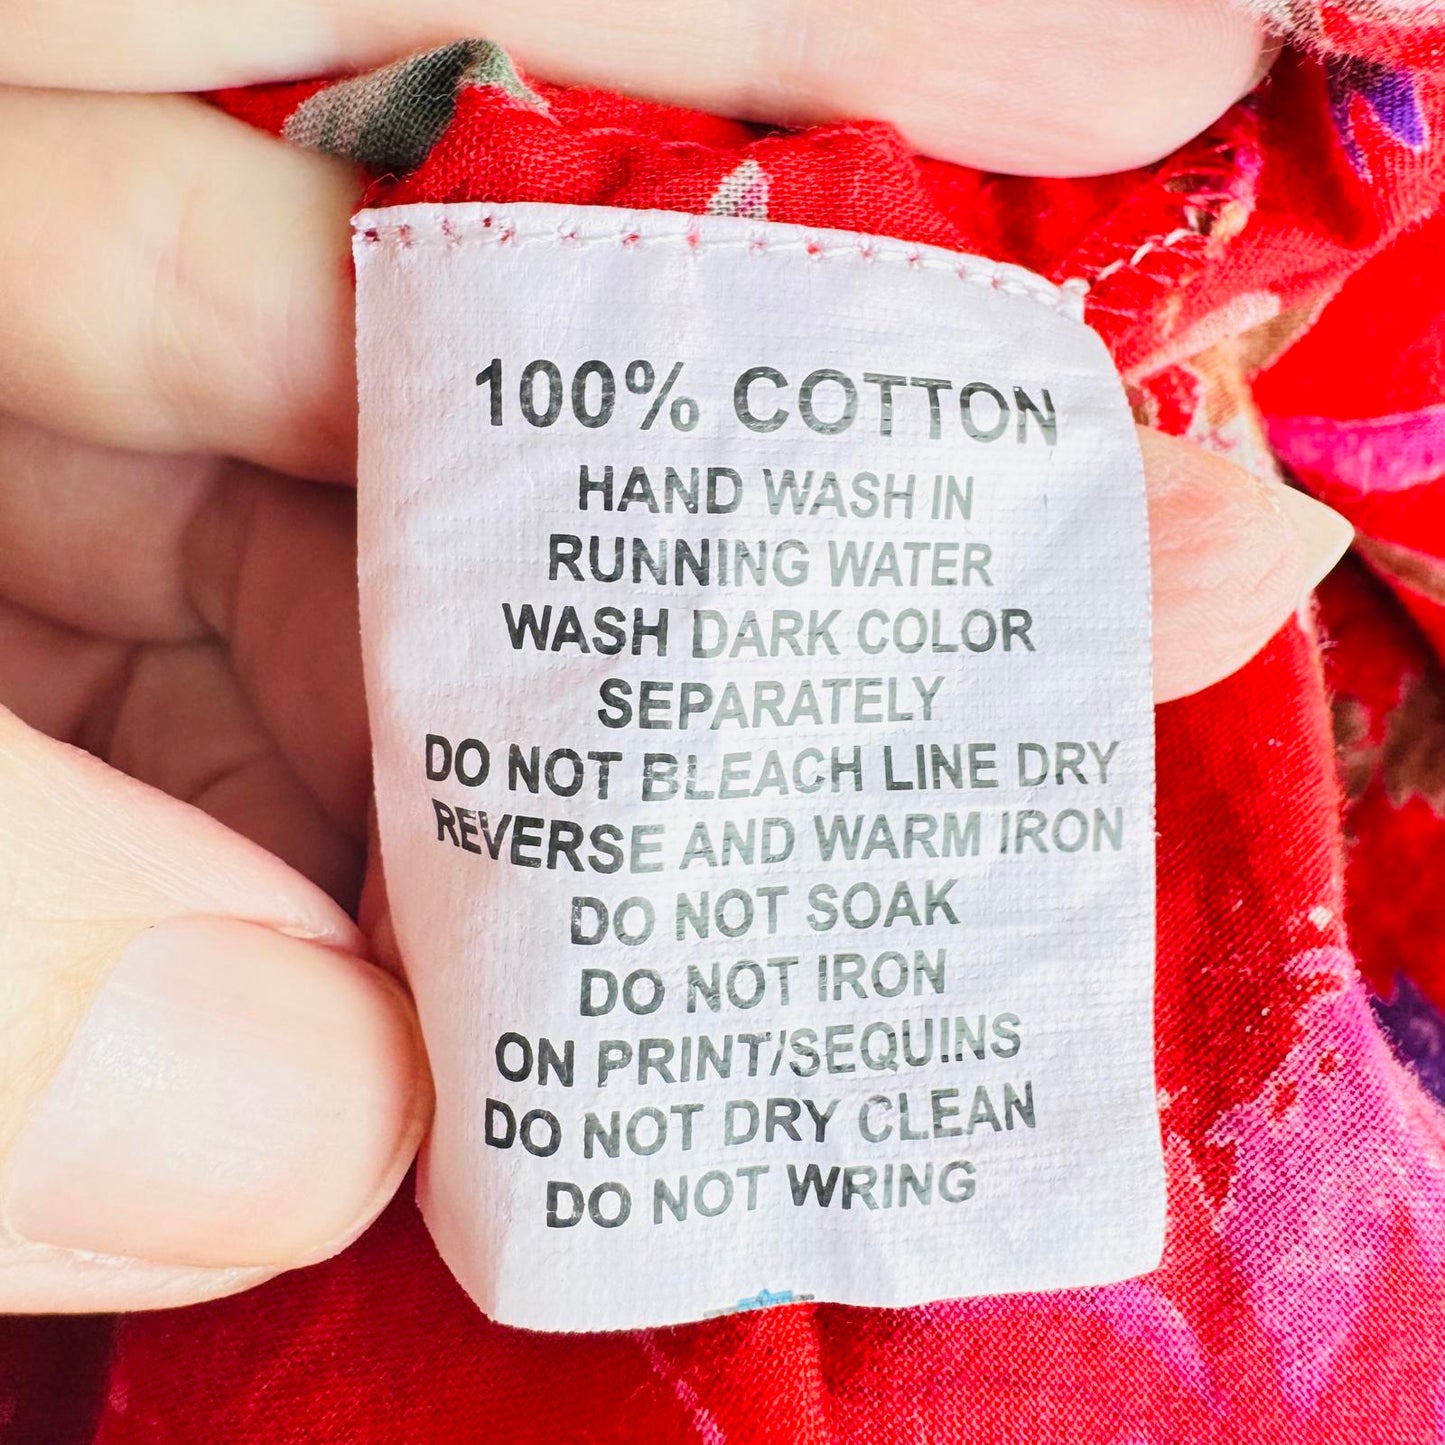 100% COTTON
HAND WASH IN
RUNNING WATER
WASH DARK COLOR
SEPARATELY
DO NOT BLEACH LINE DRY
REVERSE AND WARM IRON
DO NOT SOAK
DO NOT IRON
ON PRINT/SEQUINS
DO NOT DRY CLEAN
DO NOT WRING